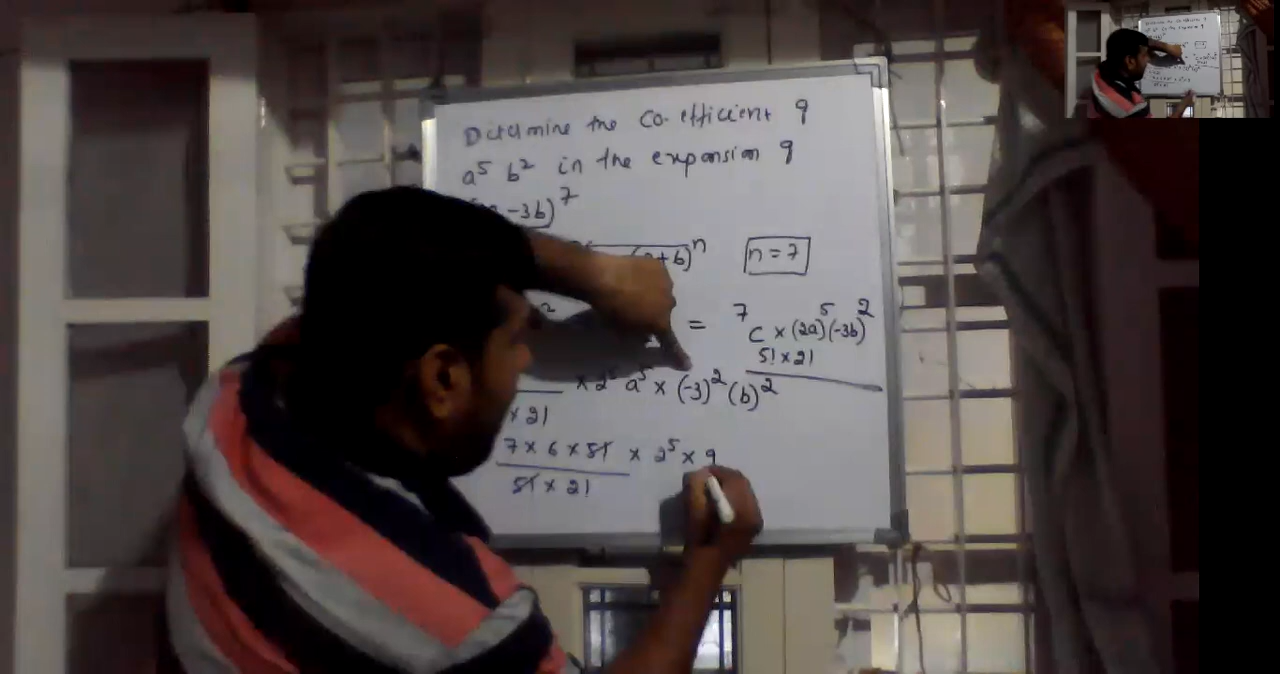 Determine the Co-efficient of
a⁵ b² in the expansion of
-3b)⁷
+b)ⁿ n = 7
2 = ⁷C × (2a)⁵(-3b)²
5! × 2!
× 2⁵ a⁵ × (-3)² (b)²
× 2!
7 × 6 × 5! × 2⁵ × 9
5! × 2!